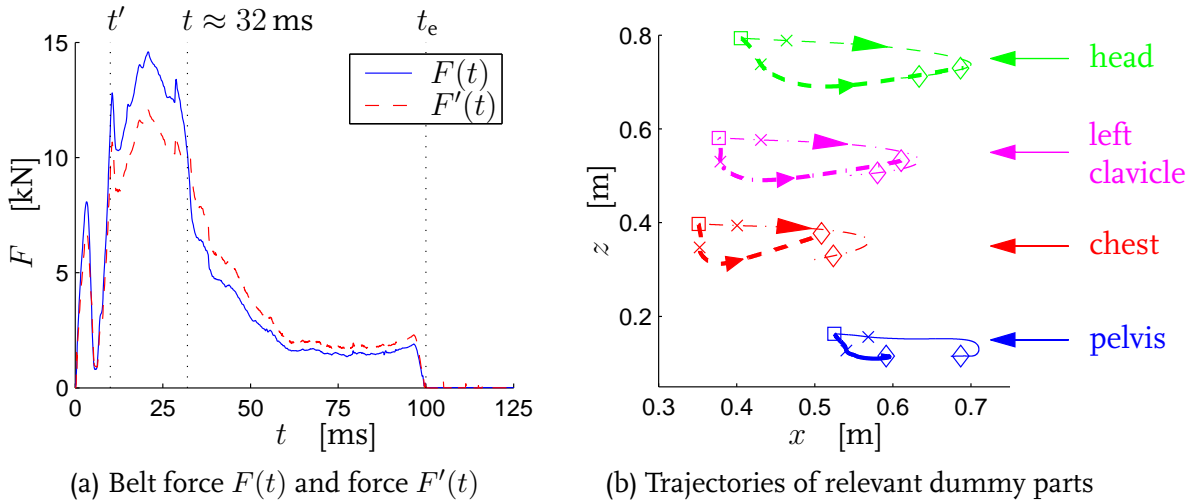 t′ t ≈ 32 ms tₑ
15
10
5
0
F [kN]
F(t)
F′(t)
0 25 50 75 100 125
t [ms]
(a) Belt force F(t) and force F′(t)
0.8
0.6
0.4
0.2
z [m]
head
left
clavicle
chest
pelvis
0.3 0.4 0.5 0.6 0.7
x [m]
(b) Trajectories of relevant dummy parts